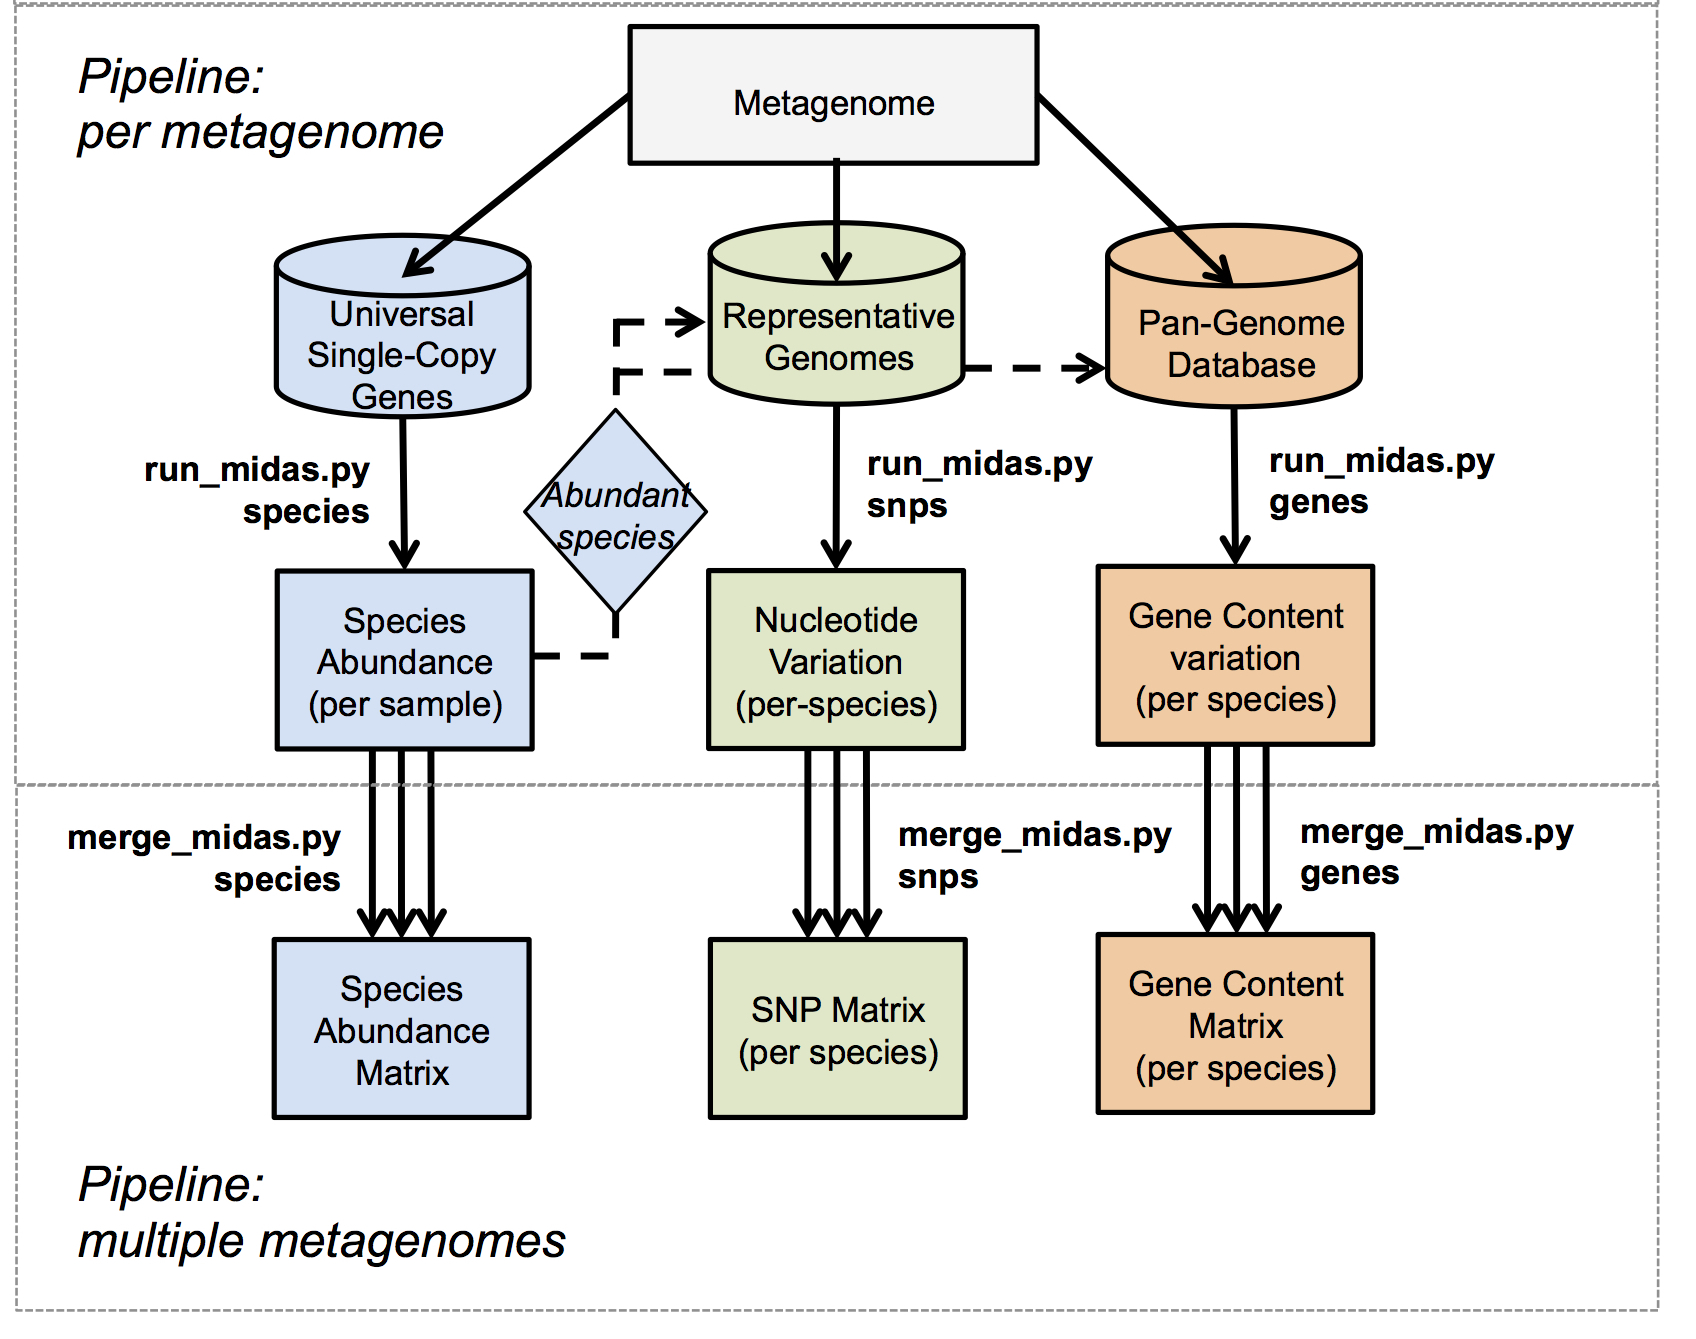 Pipeline:
per metagenome
Metagenome
Universal
Single-Copy
Genes
Representative
Genomes
Pan-Genome
Database
run_midas.py
species
Abundant
species
run_midas.py
snps
run_midas.py
genes
Species
Abundance
(per sample)
Nucleotide
Variation
(per-species)
Gene Content
variation
(per species)
merge_midas.py
species
merge_midas.py
snps
merge_midas.py
genes
Species
Abundance
Matrix
SNP Matrix
(per species)
Gene Content
Matrix
(per species)
Pipeline:
multiple metagenomes